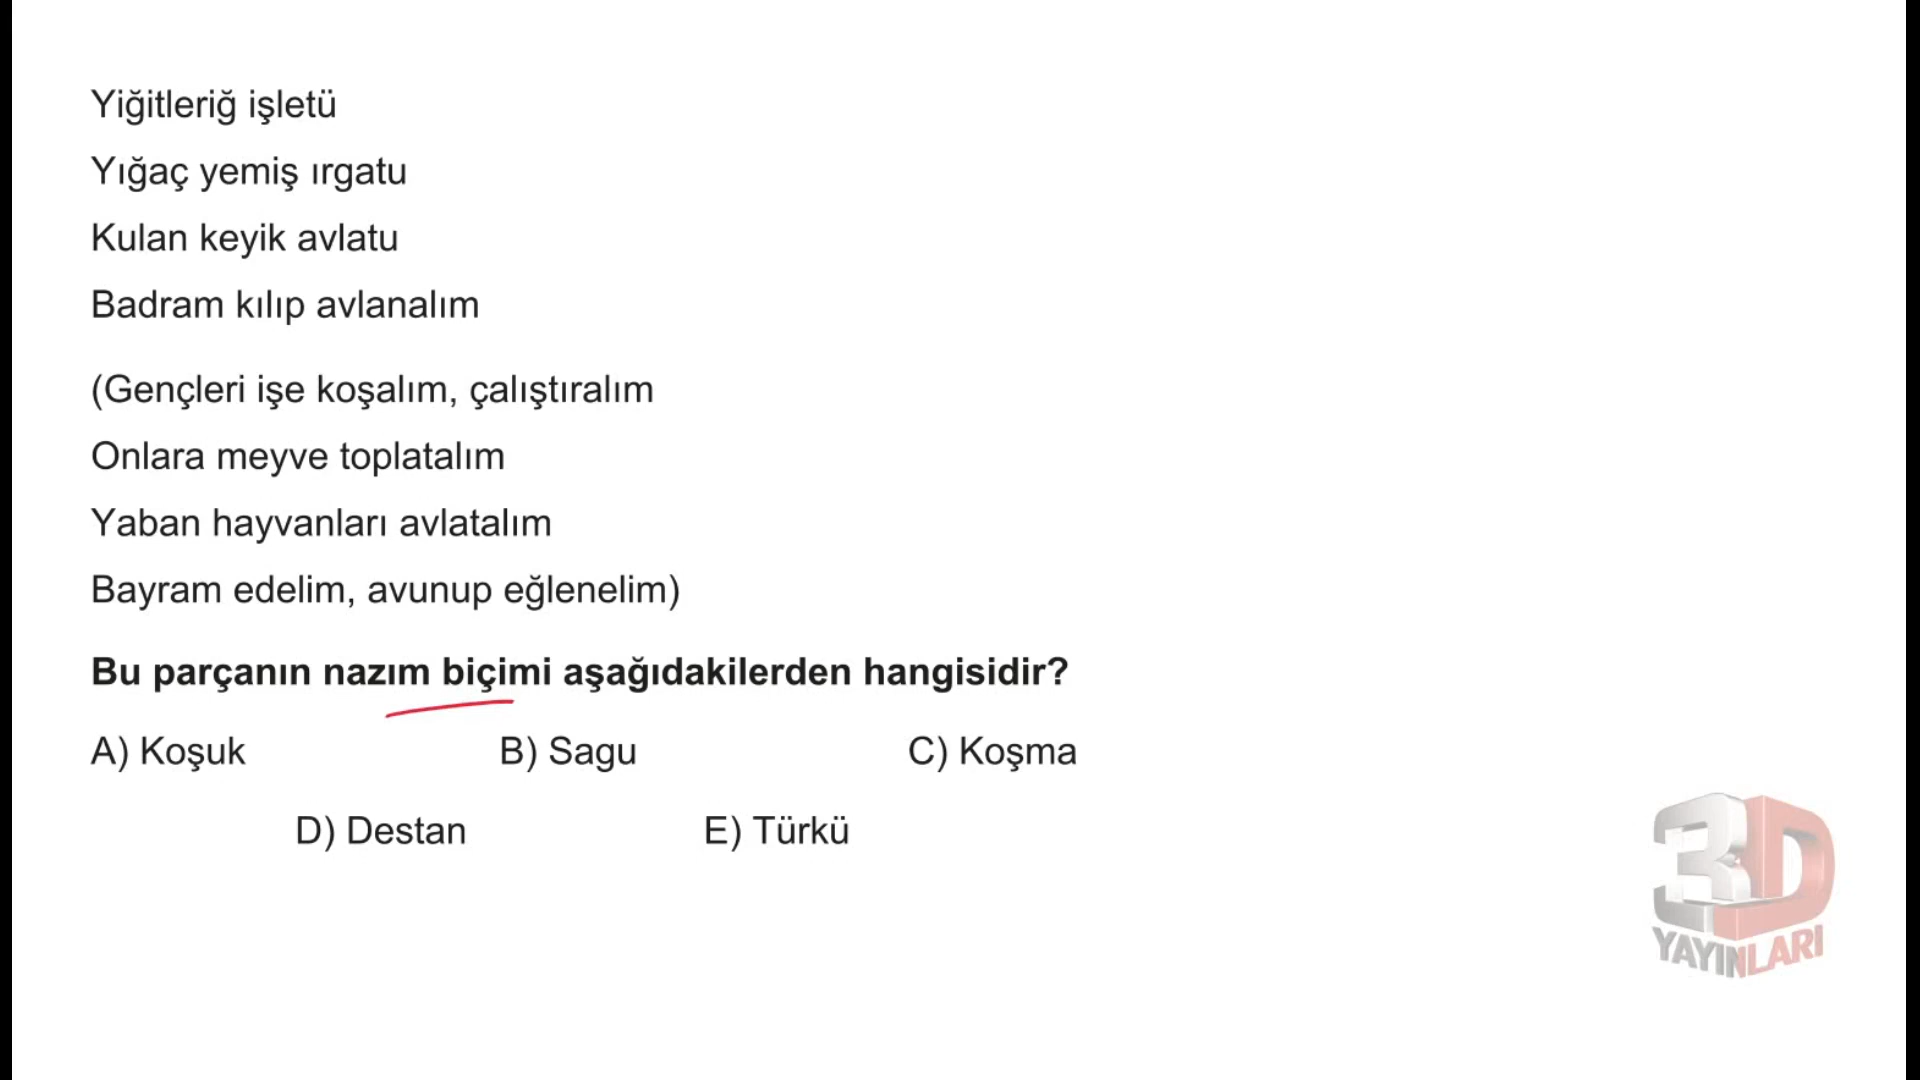 Yiğitleriğ işletü
Yığaç yemiş ırgatu
Kulan keyik avlatu
Badram kılıp avlanalım
(Gençleri işe koşalım, çalıştıralım
Onlara meyve toplatalım
Yaban hayvanları avlatalım
Bayram edelim, avunup eğlenelim)
Bu parçanın nazım biçimi aşağıdakilerden hangisidir?
A) Koşuk B) Sagu C) Koşma
D) Destan E) Türkü
3D
YAYINLARI